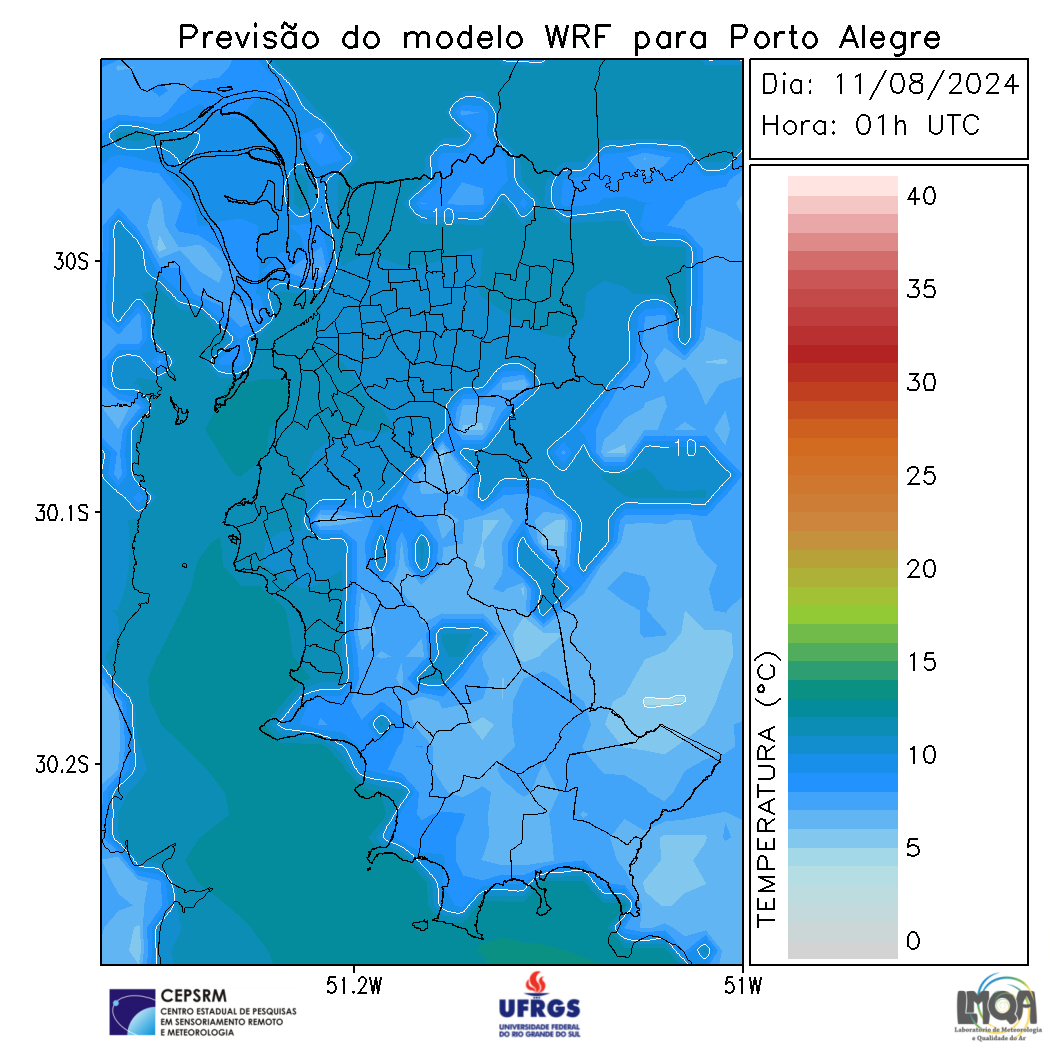 Previsão do modelo WRF para Porto Alegre
Dia: 11/08/2024
Hora: 01h UTC
40
35
30
25
20
15
10
5
0
TEMPERATURA (°C)
30S
30.1S
30.2S
51.2W
51W
10
10
10
CEPSRM
CENTRO ESTADUAL DE PESQUISAS
EM SENSORIAMENTO REMOTO
E METEOROLOGIA
UFRGS
UNIVERSIDADE FEDERAL
DO RIO GRANDE DO SUL
LMQA
Laboratório de Meteorologia
e Qualidade do Ar